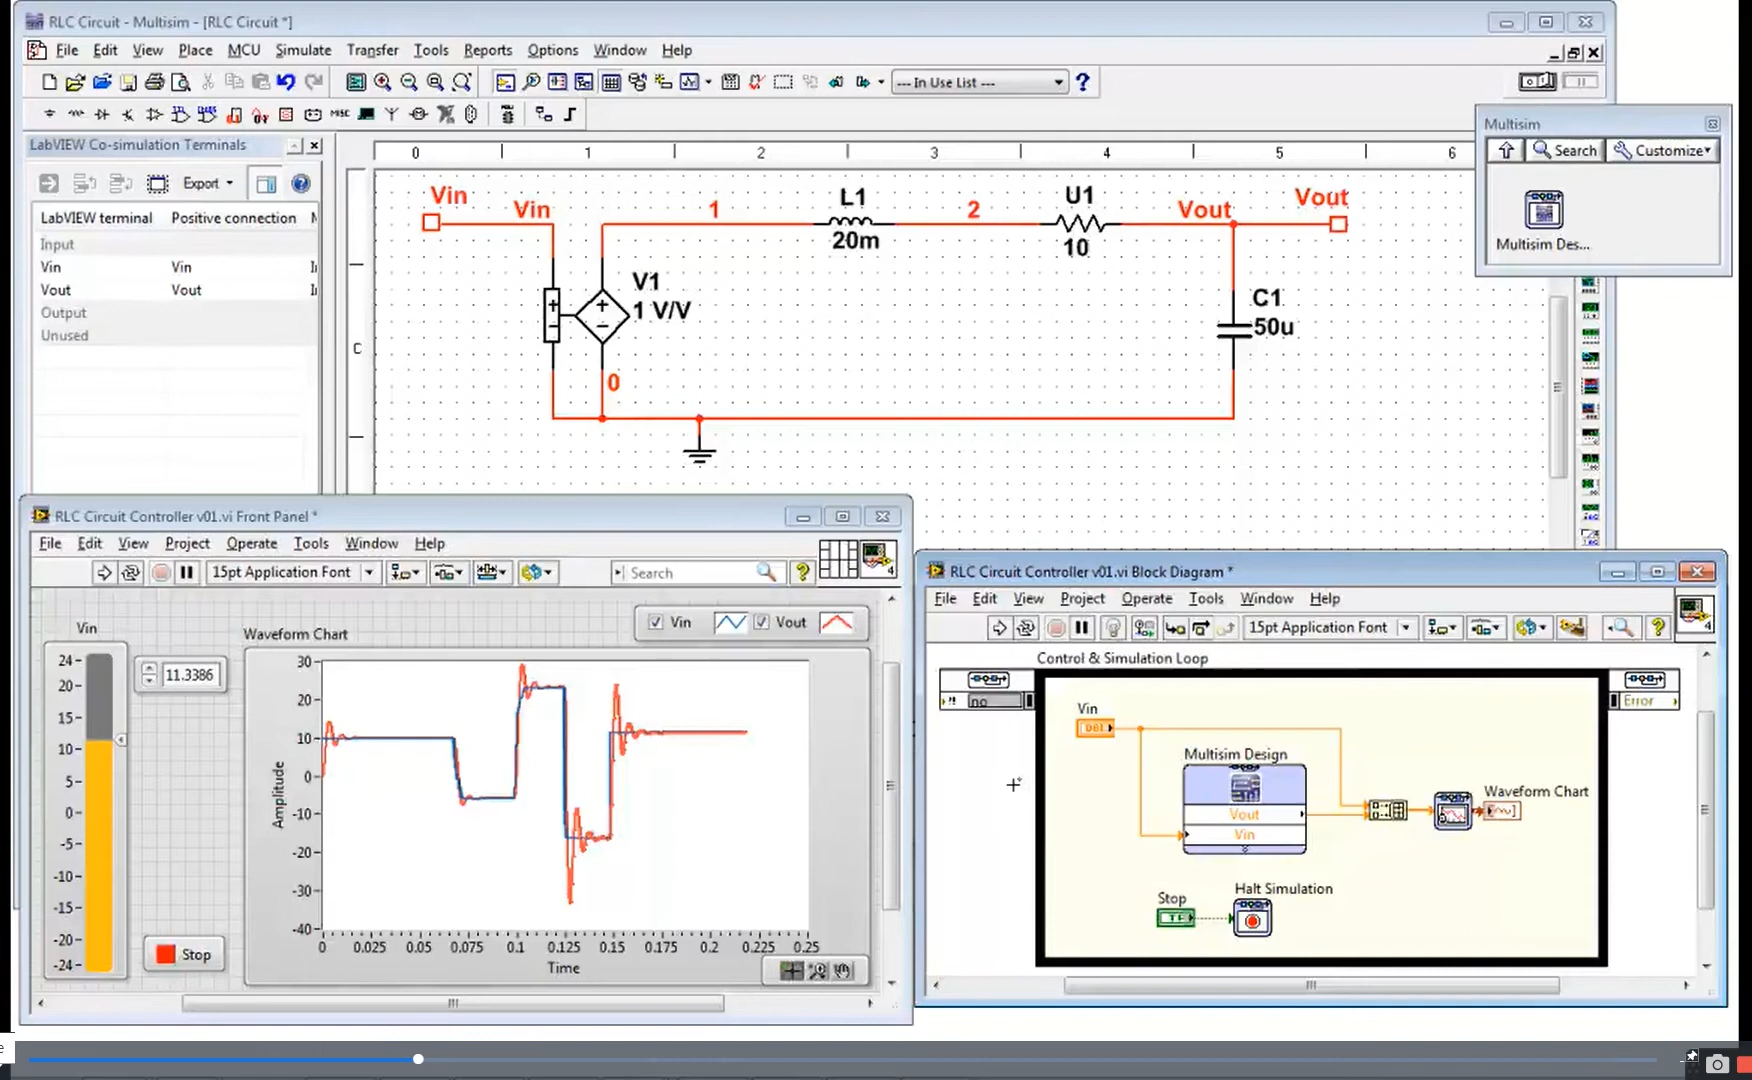 RLC Circuit - Multisim - [RLC Circuit *]
File Edit View Place MCU Simulate Transfer Tools Reports Options Window Help
--- In Use List ---
MISC
LabVIEW Co-simulation Terminals
Export
LabVIEW terminal Positive connection
Input
Vin Vin
Vout Vout
Output
Unused
0 1 2 3 4 5 6
C
Vin Vin 1 L1 2 U1 Vout Vout
20m 10
V1
1 V/V
C1
50u
0
Multisim
Search Customize
Multisim Des...
RLC Circuit Controller v01.vi Front Panel *
File Edit View Project Operate Tools Window Help
15pt Application Font Search
4
Vin
24
20
15
10
5
0
-5
-10
-15
-20
-24
11.3386
Stop
Waveform Chart
Vin Vout
Amplitude
30
20
10
0
-10
-20
-30
-40
0 0.025 0.05 0.075 0.1 0.125 0.15 0.175 0.2 0.225 0.25
Time
RLC Circuit Controller v01.vi Block Diagram *
File Edit View Project Operate Tools Window Help
15pt Application Font
4
Control & Simulation Loop
no
Error
Vin
DBL
Multisim Design
Vout
Vin
Waveform Chart
Stop
TF
Halt Simulation
e